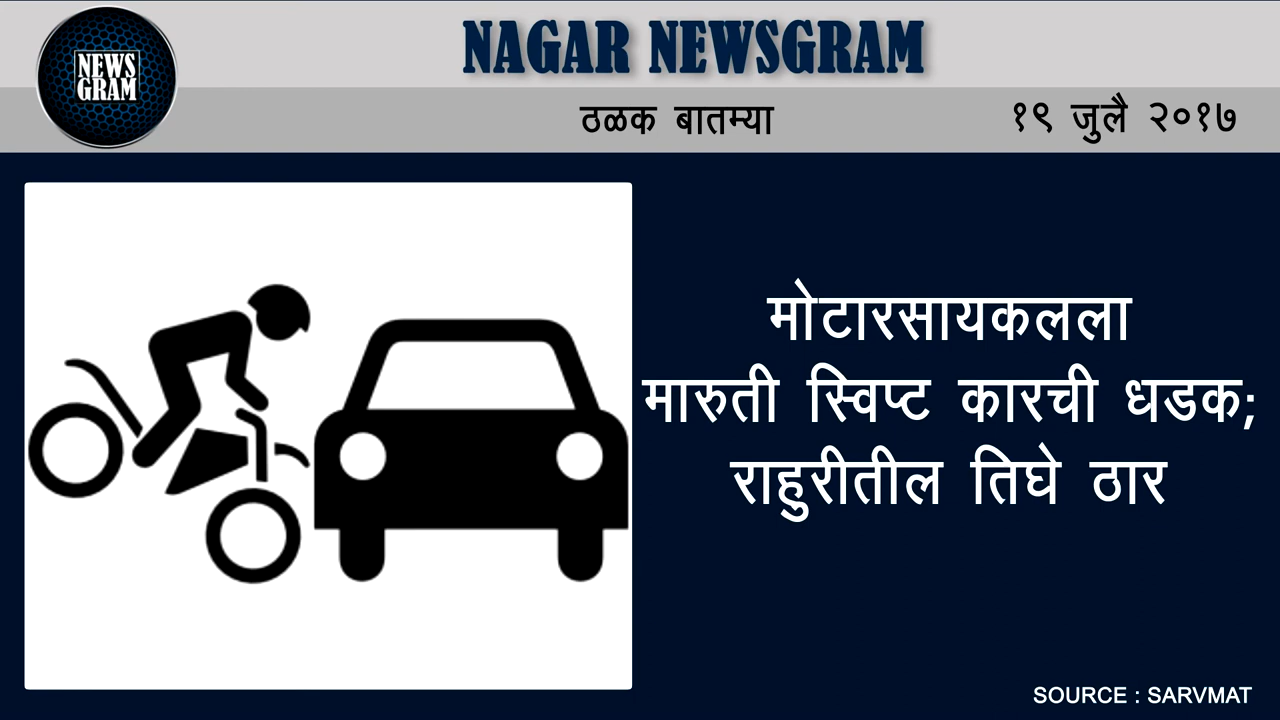 NEWS
GRAM
NAGAR NEWSGRAM
ठळक बातम्या
१९ जुलै २०१७
मोटारसायकलला
मारुती स्विप्ट कारची धडक;
राहुरीतील तिघे ठार
SOURCE : SARVMAT